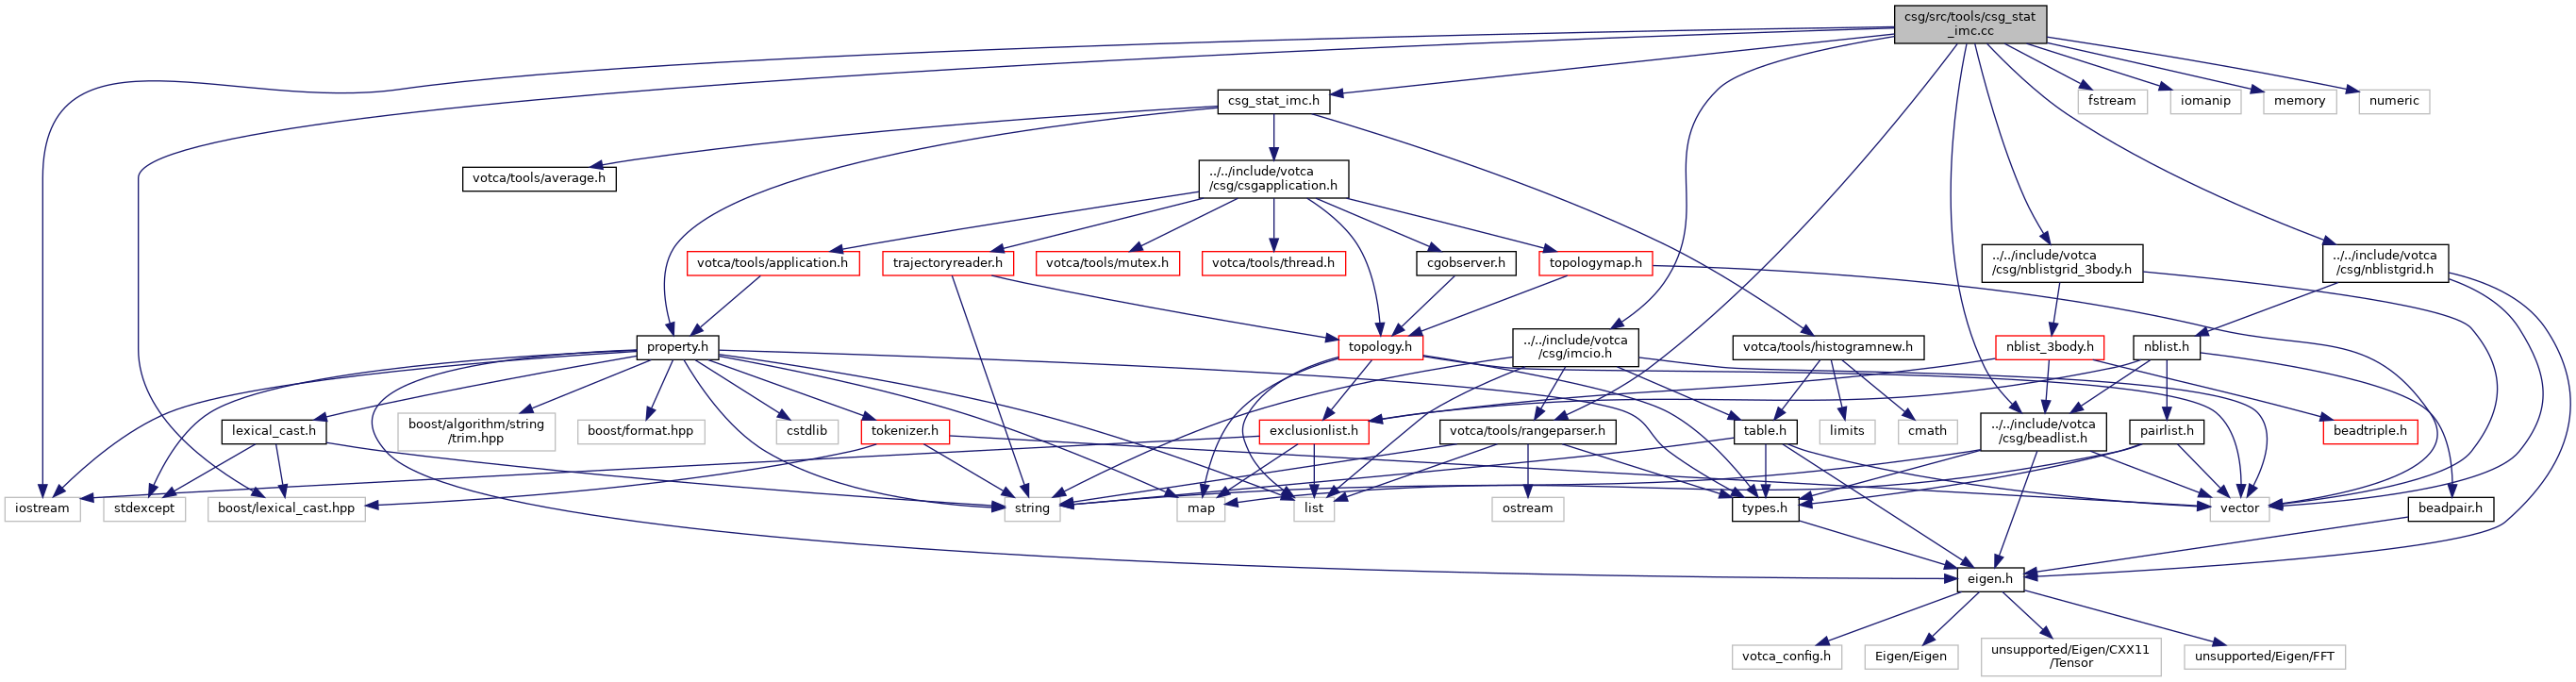 csg/src/tools/csg_stat
_imc.cc
csg_stat_imc.h
fstream
iomanip
memory
numeric
votca/tools/average.h
../../include/votca
/csg/csgapplication.h
votca/tools/application.h
trajectoryreader.h
votca/tools/mutex.h
votca/tools/thread.h
cgobserver.h
topologymap.h
../../include/votca
/csg/nblistgrid_3body.h
../../include/votca
/csg/nblistgrid.h
property.h
topology.h
../../include/votca
/csg/imcio.h
votca/tools/histogramnew.h
nblist_3body.h
nblist.h
lexical_cast.h
boost/algorithm/string
/trim.hpp
boost/format.hpp
cstdlib
tokenizer.h
exclusionlist.h
votca/tools/rangeparser.h
table.h
limits
cmath
../../include/votca
/csg/beadlist.h
pairlist.h
beadtriple.h
iostream
stdexcept
boost/lexical_cast.hpp
string
map
list
ostream
types.h
vector
beadpair.h
eigen.h
votca_config.h
Eigen/Eigen
unsupported/Eigen/CXX11
/Tensor
unsupported/Eigen/FFT